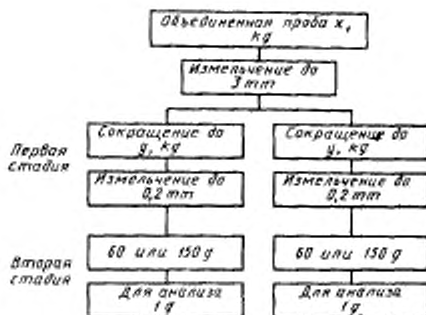 Объединенная проба x,
kg
Измельчение до
3 mm
Первая
стадия
Сокращение до
y, kg
Сокращение до
y, kg
Измельчение до
0,2 mm
Измельчение до
0,2 mm
Вторая
стадия
60 или 150 g
60 или 150 g
Для анализа
1 g
Для анализа
1 g